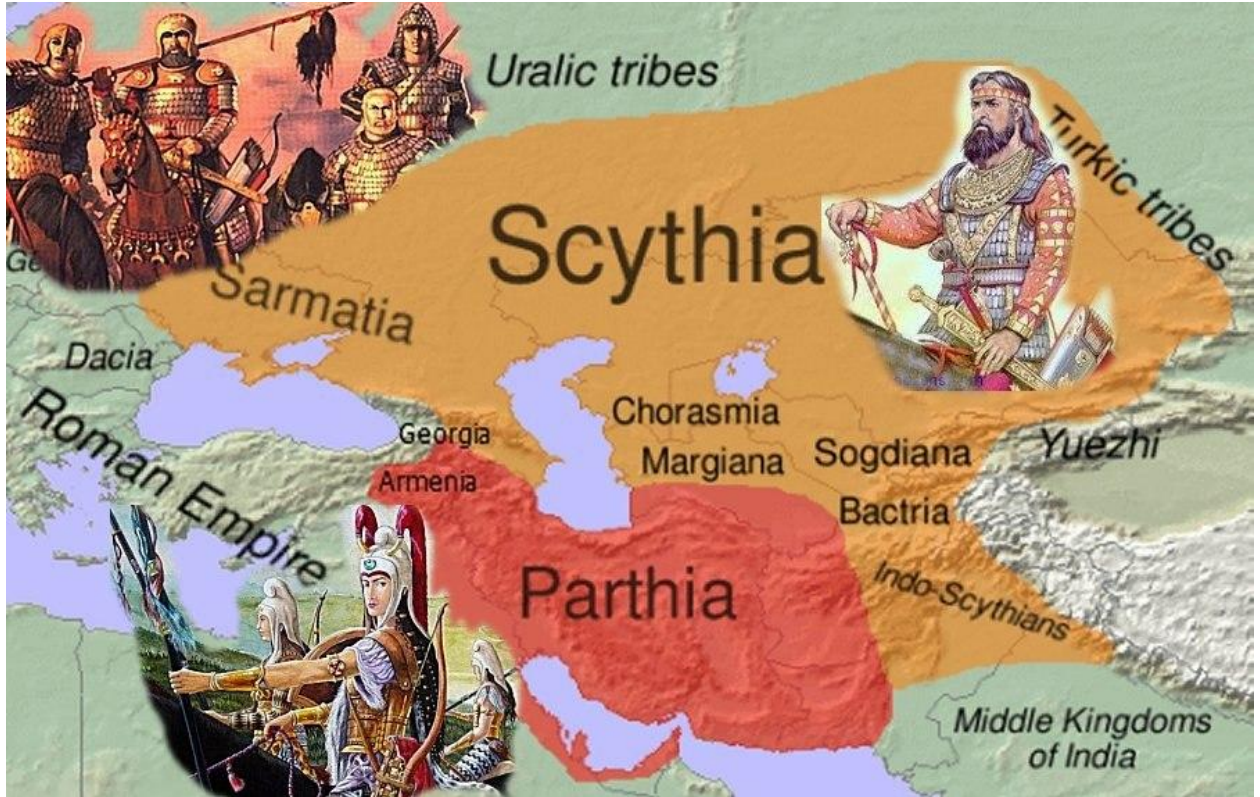 Uralic tribes
Turkic tribes
Scythia
Sarmatia
Dacia
Roman Empire
Georgia
Chorasmia
Armenia
Margiana
Sogdiana
Yuezhi
Bactria
Parthia
Indo-Scythians
Middle Kingdoms
of India